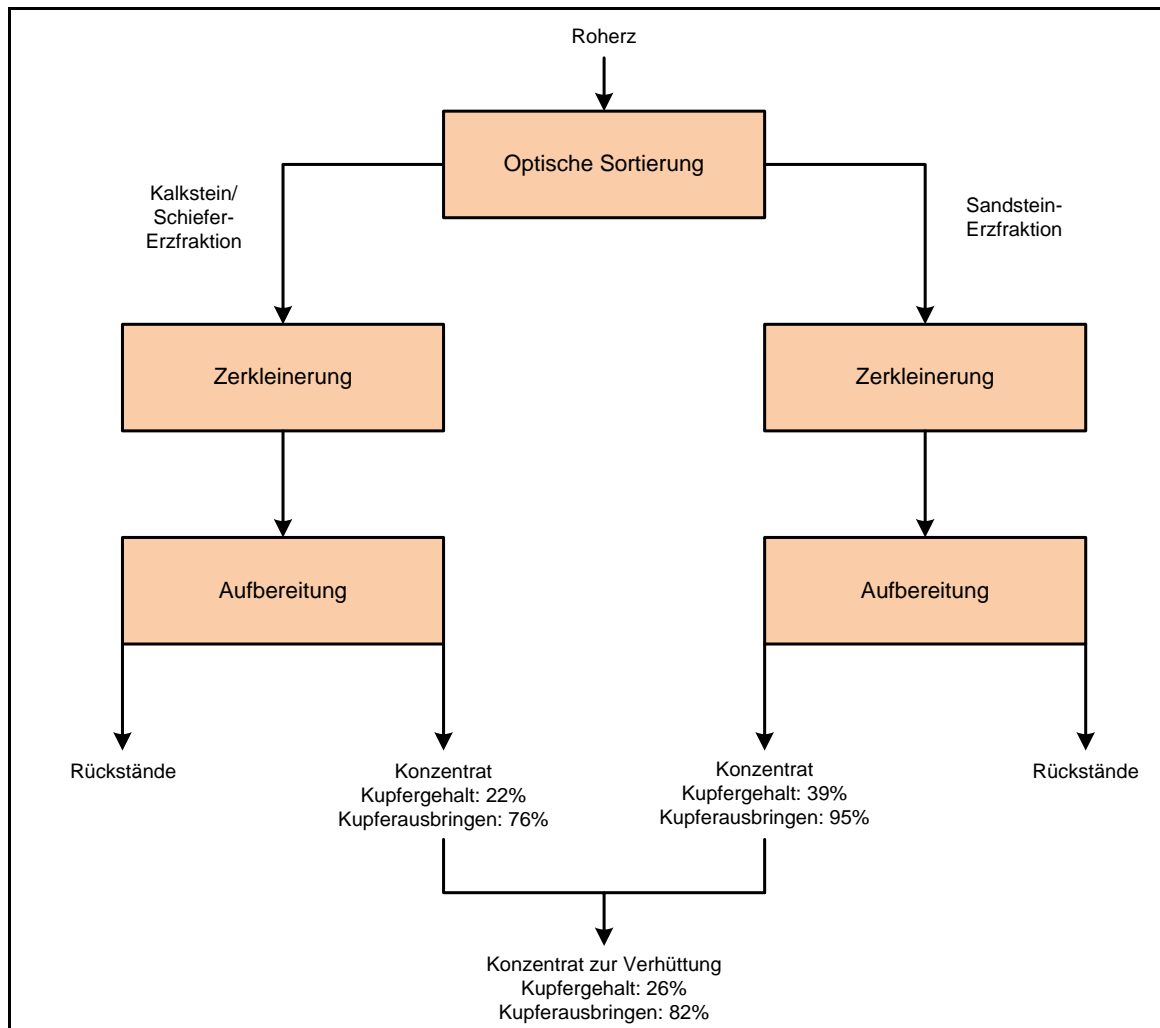 Roherz
Optische Sortierung
Kalkstein/
Schiefer-
Erzfraktion
Sandstein-
Erzfraktion
Zerkleinerung
Zerkleinerung
Aufbereitung
Aufbereitung
Rückstände
Konzentrat
Kupfergehalt: 22%
Kupferausbringen: 76%
Konzentrat
Kupfergehalt: 39%
Kupferausbringen: 95%
Rückstände
Konzentrat zur Verhüttung
Kupfergehalt: 26%
Kupferausbringen: 82%